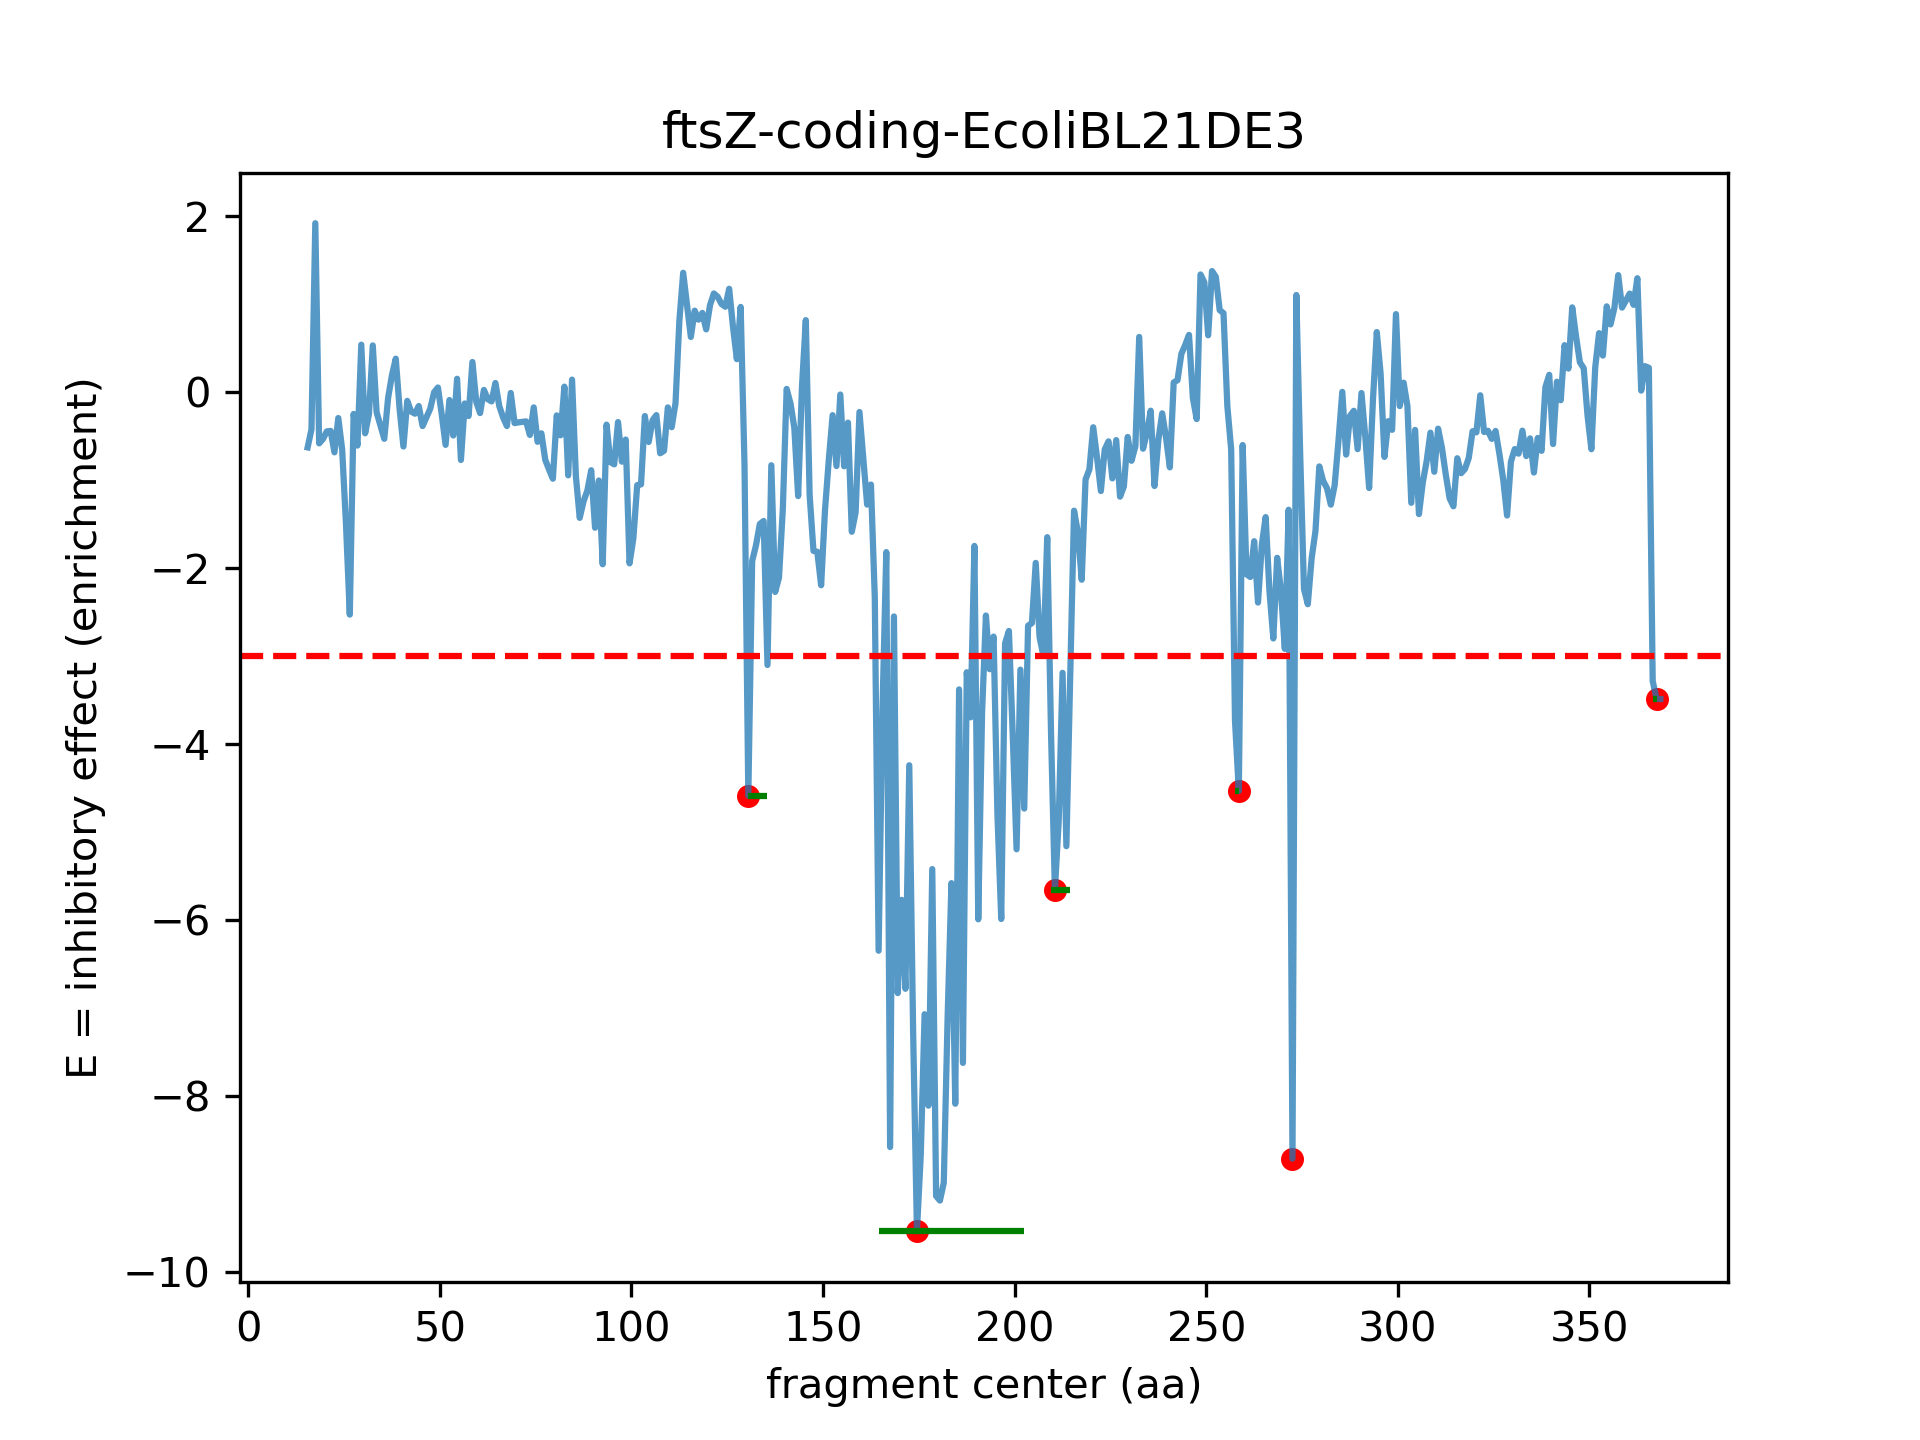 ftsZ-coding-EcoliBL21DE3
E = inhibitory effect (enrichment)
2
0
−2
−4
−6
−8
−10
0 50 100 150 200 250 300 350
fragment center (aa)